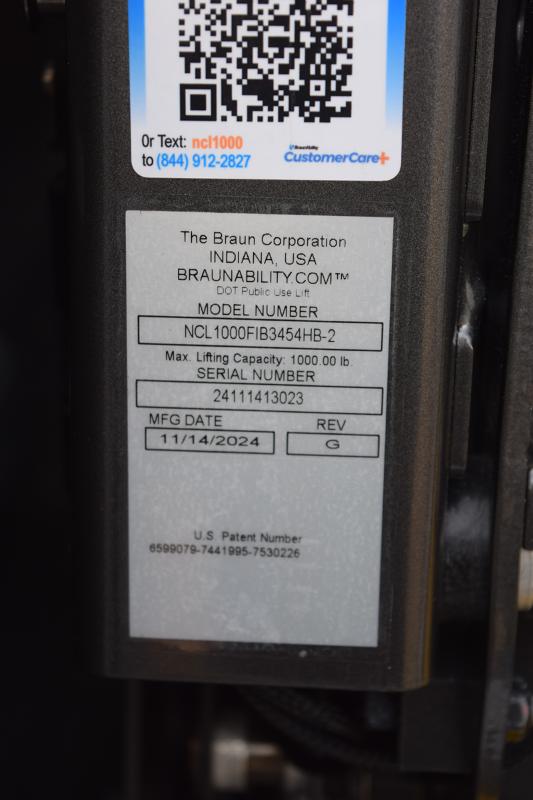 Or Text: ncl1000
to (844) 912-2827
BraunAbility
CustomerCare+
The Braun Corporation
INDIANA, USA
BRAUNABILITY.COM™
DOT Public Use Lift
MODEL NUMBER
NCL1000FIB3454HB-2
Max. Lifting Capacity: 1000.00 lb.
SERIAL NUMBER
24111413023
MFG DATE
REV
11/14/2024
G
U.S. Patent Number
6599079-7441995-7530226